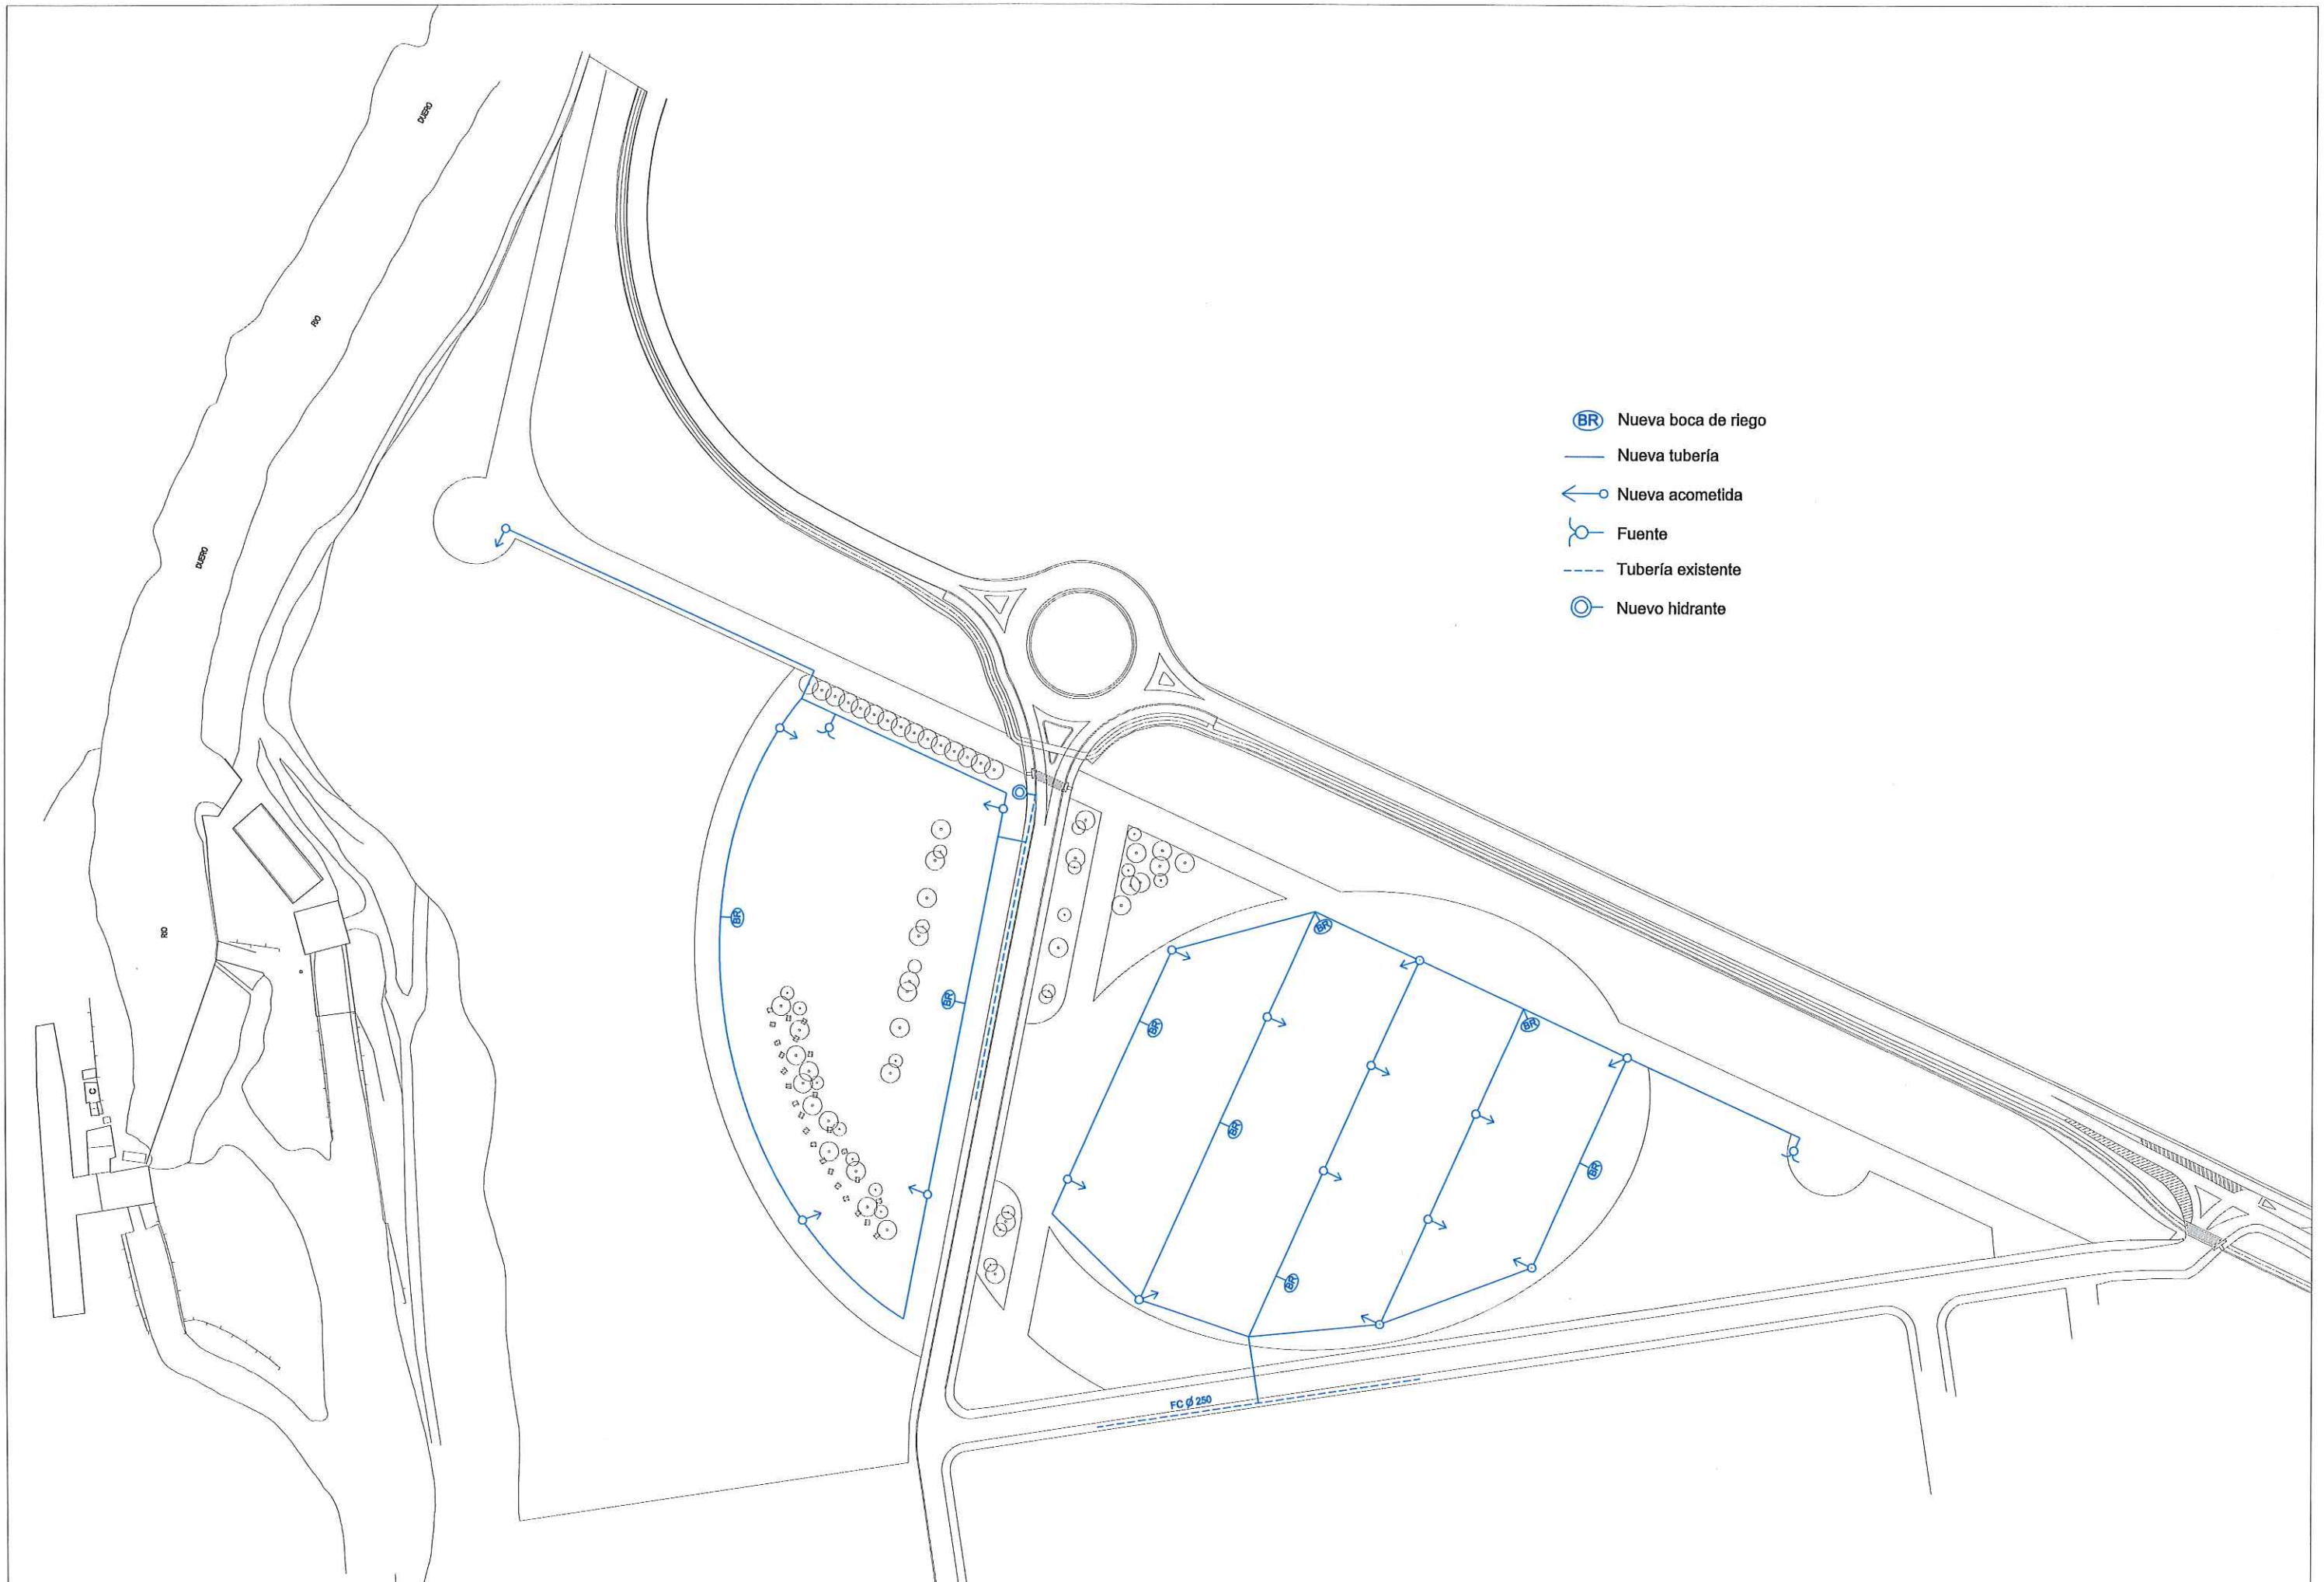 DUERO
RIO
DUERO
RIO
C
BR Nueva boca de riego
Nueva tubería
Nueva acometida
Fuente
Tubería existente
Nuevo hidrante
BR
BR
BR
BR
BR
BR
BR
BR
FC Ø 250